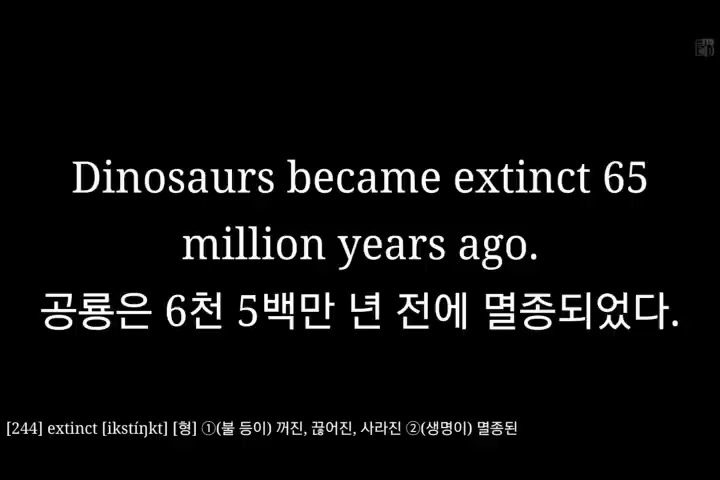 Dinosaurs became extinct 65
million years ago.
공룡은 6천 5백만 년 전에 멸종되었다.
[244] extinct [ikstíŋkt] [형] ①(불 등이) 꺼진, 끊어진, 사라진 ②(생명이) 멸종된